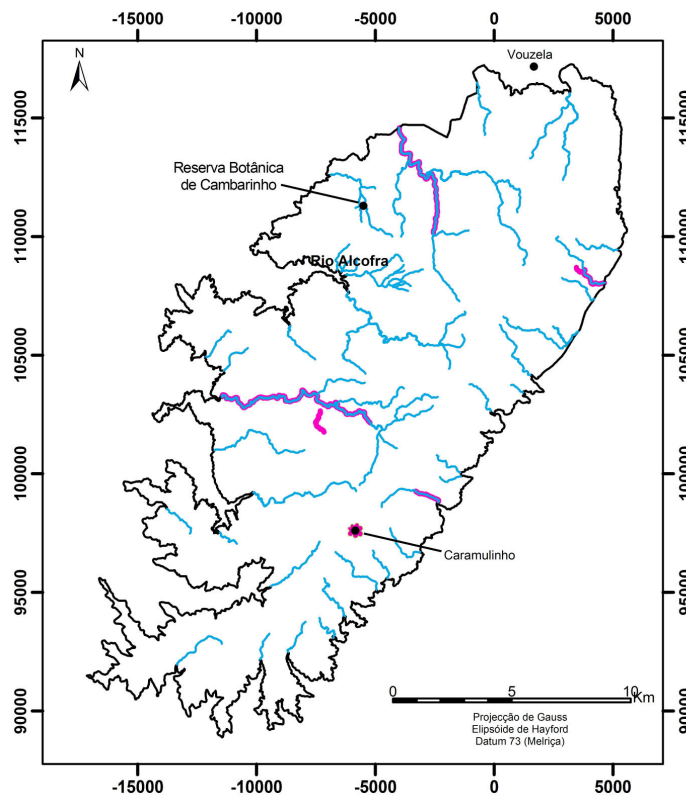 -15000 -10000 -5000 0 5000
N
Vouzela
115000
115000
Reserva Botânica
de Cambarinho
110000
110000
Rio Alcofra
105000
105000
100000
100000
Caramulinho
95000
95000
0 5 10
Km
Projecção de Gauss
Elipsóide de Hayford
Datum 73 (Melriça)
90000
90000
-15000 -10000 -5000 0 5000